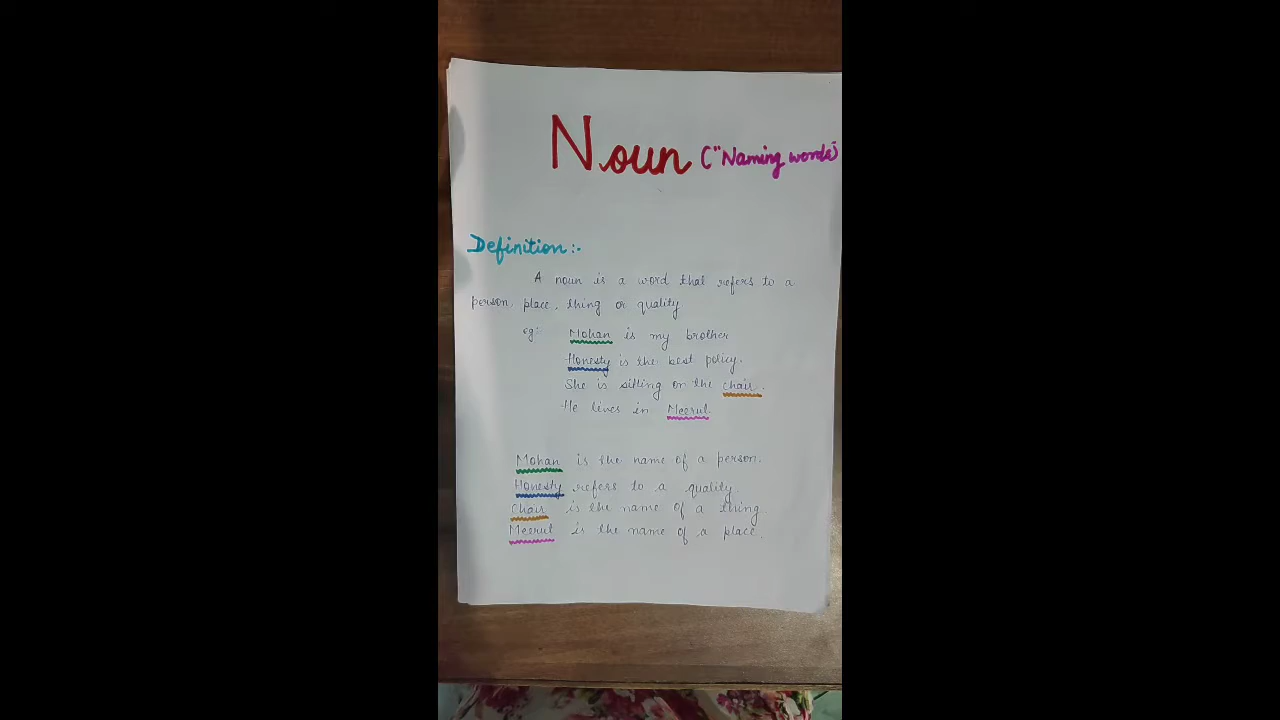 Noun ("Naming words")
Definition:-
A noun is a word that refers to a
person, place, thing or quality
eg:
Mohan is my brother
Honesty is the best policy.
She is sitting on the chair.
He lives in Meerut.
Mohan is the name of a person.
Honesty refers to a quality.
Chair is the name of a thing
Meerut is the name of a place.